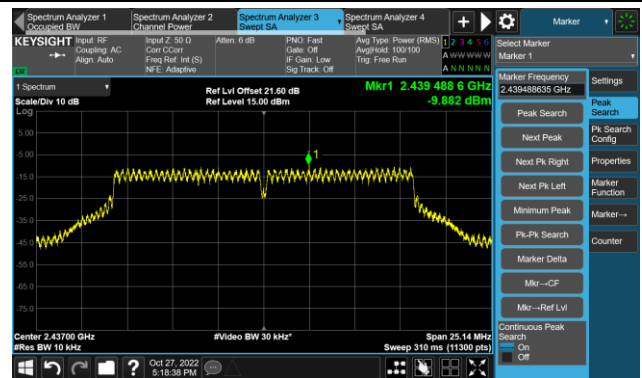 Spectrum Analyzer 1
Occupied BW
Spectrum Analyzer 2
Channel Power
Spectrum Analyzer 3
Swept SA
Spectrum Analyzer 4
Swept SA
Marker
KEYSIGHT
Input: RF
Coupling: AC
Align: Auto
Input Z: 50 Ω
Corr CCorr
Freq Ref: Int (S)
NFE: Adaptive
Atten: 6 dB
PNO: Fast
Gate: Off
IF Gain: Low
Sig Track: Off
Avg Type: Power (RMS)
Avg|Hold: 100/100
Trig: Free Run
1 2 3 4 5 6
A W W W W W
A N N N N N
LXI
Select Marker
Marker 1
1 Spectrum
Scale/Div 10 dB
Log
Ref Lvl Offset 21.60 dB
Ref Level 15.00 dBm
Mkr1 2.439 488 6 GHz
-9.882 dBm
5.00
-5.00
-15.0
-25.0
-35.0
-45.0
-55.0
-65.0
-75.0
1
Center 2.43700 GHz
#Res BW 10 kHz
#Video BW 30 kHz*
Span 25.14 MHz
Sweep 310 ms (11300 pts)
Marker Frequency
2.439488635 GHz
Peak Search
Next Peak
Next Pk Right
Next Pk Left
Minimum Peak
Pk-Pk Search
Marker Delta
Mkr→CF
Mkr→Ref Lvl
Continuous Peak
Search
On
Off
Settings
Peak
Search
Pk Search
Config
Properties
Marker
Function
Marker→
Counter
?
Oct 27, 2022
5:18:38 PM